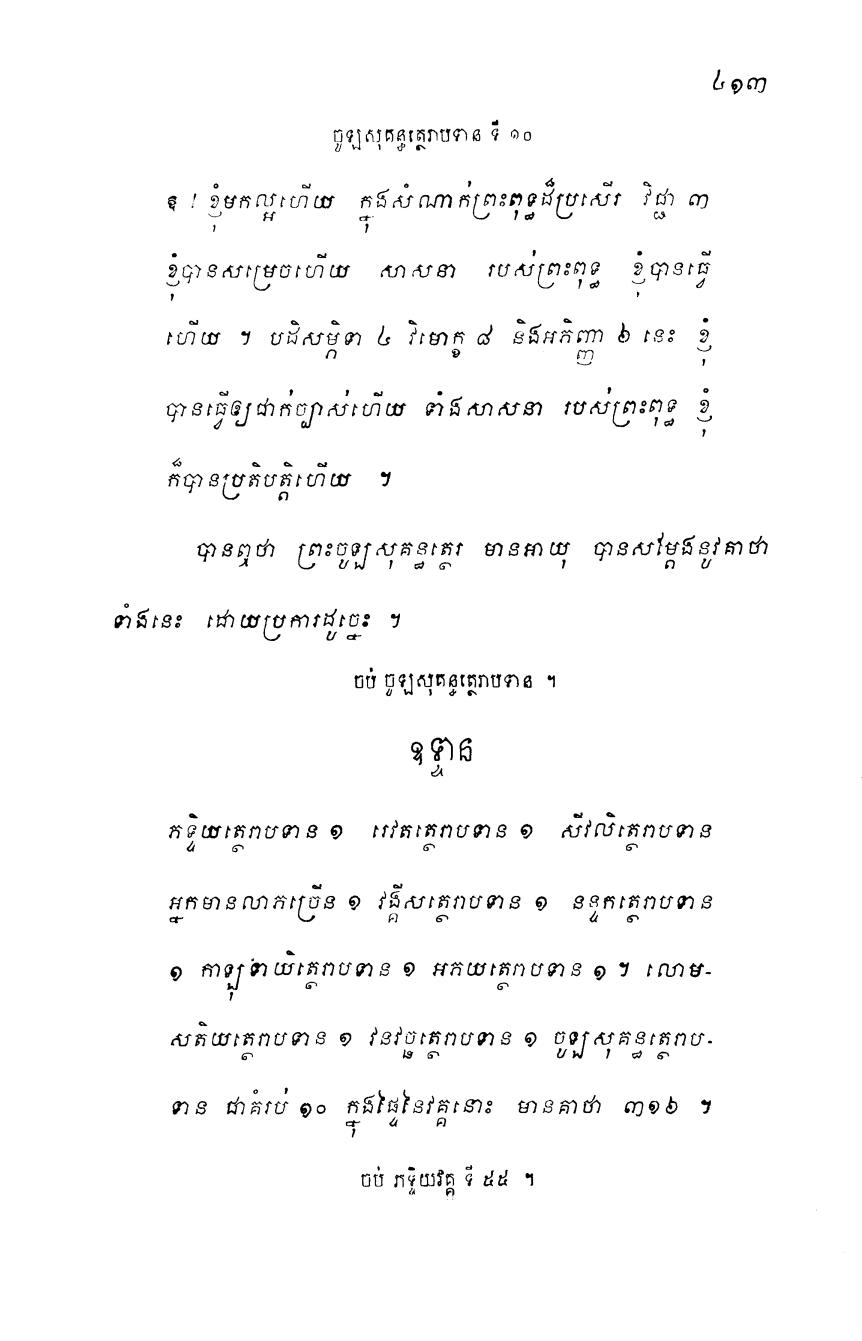 ៤១៣
ចូឡសុគន្ធត្ថេរាបទាន ទី ១០
ឱ ! ខ្ញុំមកល្អហើយ ក្នុងសំណាក់ព្រះពុទ្ធដ៏ប្រសើរ វិជ្ជា ៣
ខ្ញុំបានសម្រេចហើយ សាសនា របស់ព្រះពុទ្ធ ខ្ញុំបានធ្វើ
ហើយ ។ បដិសម្ភិទា ៤ វិមោក្ខ ៨ និងអភិញ្ញា ៦ នេះ ខ្ញុំ
បានធ្វើឲ្យជាក់ច្បាស់ហើយ ទាំងសាសនា របស់ព្រះពុទ្ធ ខ្ញុំ
ក៏បានប្រតិបត្តិហើយ ។
បានឮថា ព្រះចូឡសុគន្ធត្ថេរ មានអាយុ បានសម្តែងនូវគាថា
ទាំងនេះ ដោយប្រការដូច្នេះ ។
ចប់ ចូឡសុគន្ធត្ថេរាបទាន ។
ឧទ្ទាន
ភទ្ទិយត្ថេរាបទាន ១ រេវតត្ថេរាបទាន ១ សីវលិត្ថេរាបទាន
អ្នកមានលាភច្រើន ១ វង្គីសត្ថេរាបទាន ១ នន្ទកត្ថេរាបទាន
១ កាឡុទាយិត្ថេរាបទាន ១ អភយត្ថេរាបទាន ១ ។ លោម-
សតិយត្ថេរាបទាន ១ វនវច្ឆត្ថេរាបទាន ១ ចូឡសុគន្ធត្ថេរាប-
ទាន ជាគំរប់ ១០ ក្នុងផ្ទៃនៃវគ្គនោះ មានគាថា ៣១៦ ។
ចប់ ភទ្ទិយវគ្គ ទី ៥៥ ។